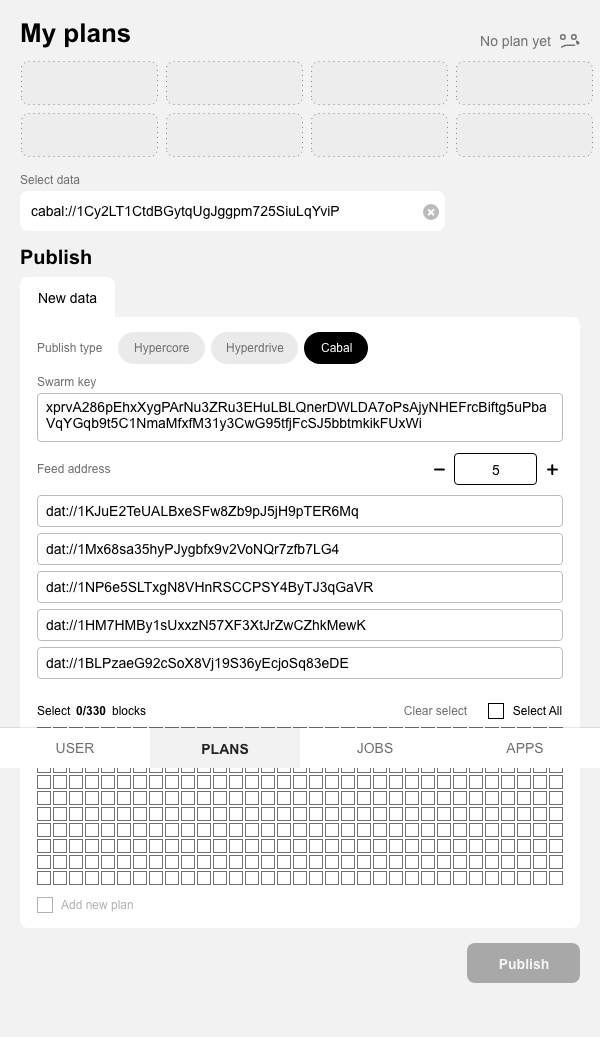 My plans
No plan yet
Select data
cabal://1Cy2LT1CtdBGytqUgJggpm725SiuLqYviP
Publish
New data
Publish type Hypercore Hyperdrive Cabal
Swarm key
xprvA286pEhxXygPArNu3ZRu3EHuLBLQnerDWLDA7oPsAjyNHEFrcBiftg5uPba
VqYGqb9t5C1NmaMfxfM31y3CwG95tfjFcSJ5bbtmkikFUxWi
Feed address − 5 +
dat://1KJuE2TeUALBxeSFw8Zb9pJ5jH9pTER6Mq
dat://1Mx68sa35hyPJygbfx9v2VoNQr7zfb7LG4
dat://1NP6e5SLTxgN8VHnRSCCPSY4ByTJ3qGaVR
dat://1HM7HMBy1sUxxzN57XF3XtJrZwCZhkMewK
dat://1BLPzaeG92cSoX8Vj19S36yEcjoSq83eDE
Select 0/330 blocks Clear select Select All
USER PLANS JOBS APPS
Add new plan
Publish